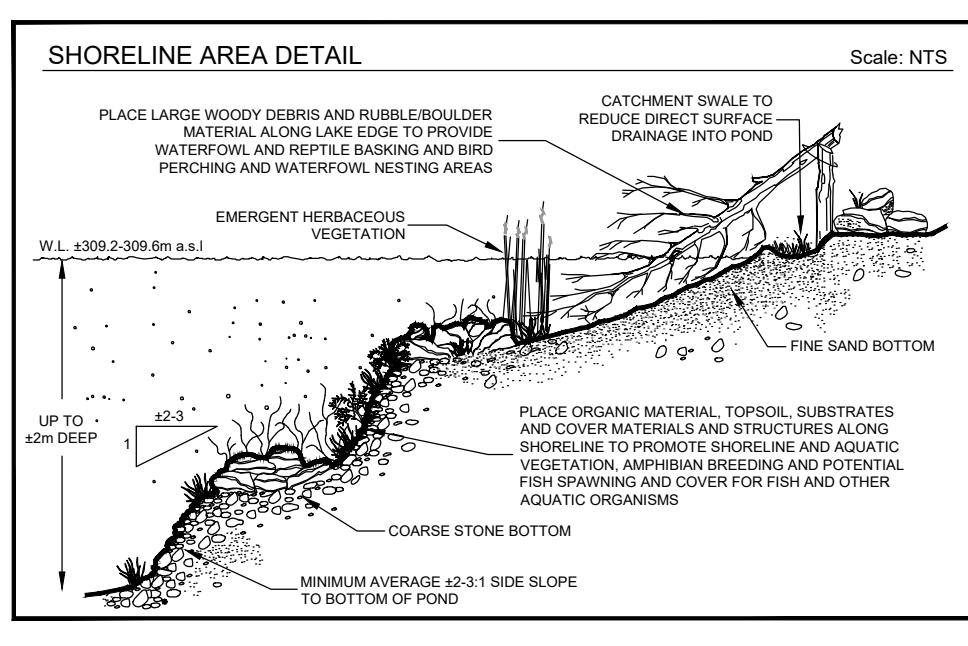 SHORELINE AREA DETAIL
Scale: NTS
PLACE LARGE WOODY DEBRIS AND RUBBLE/BOULDER
MATERIAL ALONG LAKE EDGE TO PROVIDE
WATERFOWL AND REPTILE BASKING AND BIRD
PERCHING AND WATERFOWL NESTING AREAS
CATCHMENT SWALE TO
REDUCE DIRECT SURFACE
DRAINAGE INTO POND
EMERGENT HERBACEOUS
VEGETATION
W.L. ±309.2-309.6m a.s.l
FINE SAND BOTTOM
UP TO
±2m DEEP
±2-3
1
PLACE ORGANIC MATERIAL, TOPSOIL, SUBSTRATES
AND COVER MATERIALS AND STRUCTURES ALONG
SHORELINE TO PROMOTE SHORELINE AND AQUATIC
VEGETATION, AMPHIBIAN BREEDING AND POTENTIAL
FISH SPAWNING AND COVER FOR FISH AND OTHER
AQUATIC ORGANISMS
COARSE STONE BOTTOM
MINIMUM AVERAGE ±2-3:1 SIDE SLOPE
TO BOTTOM OF POND